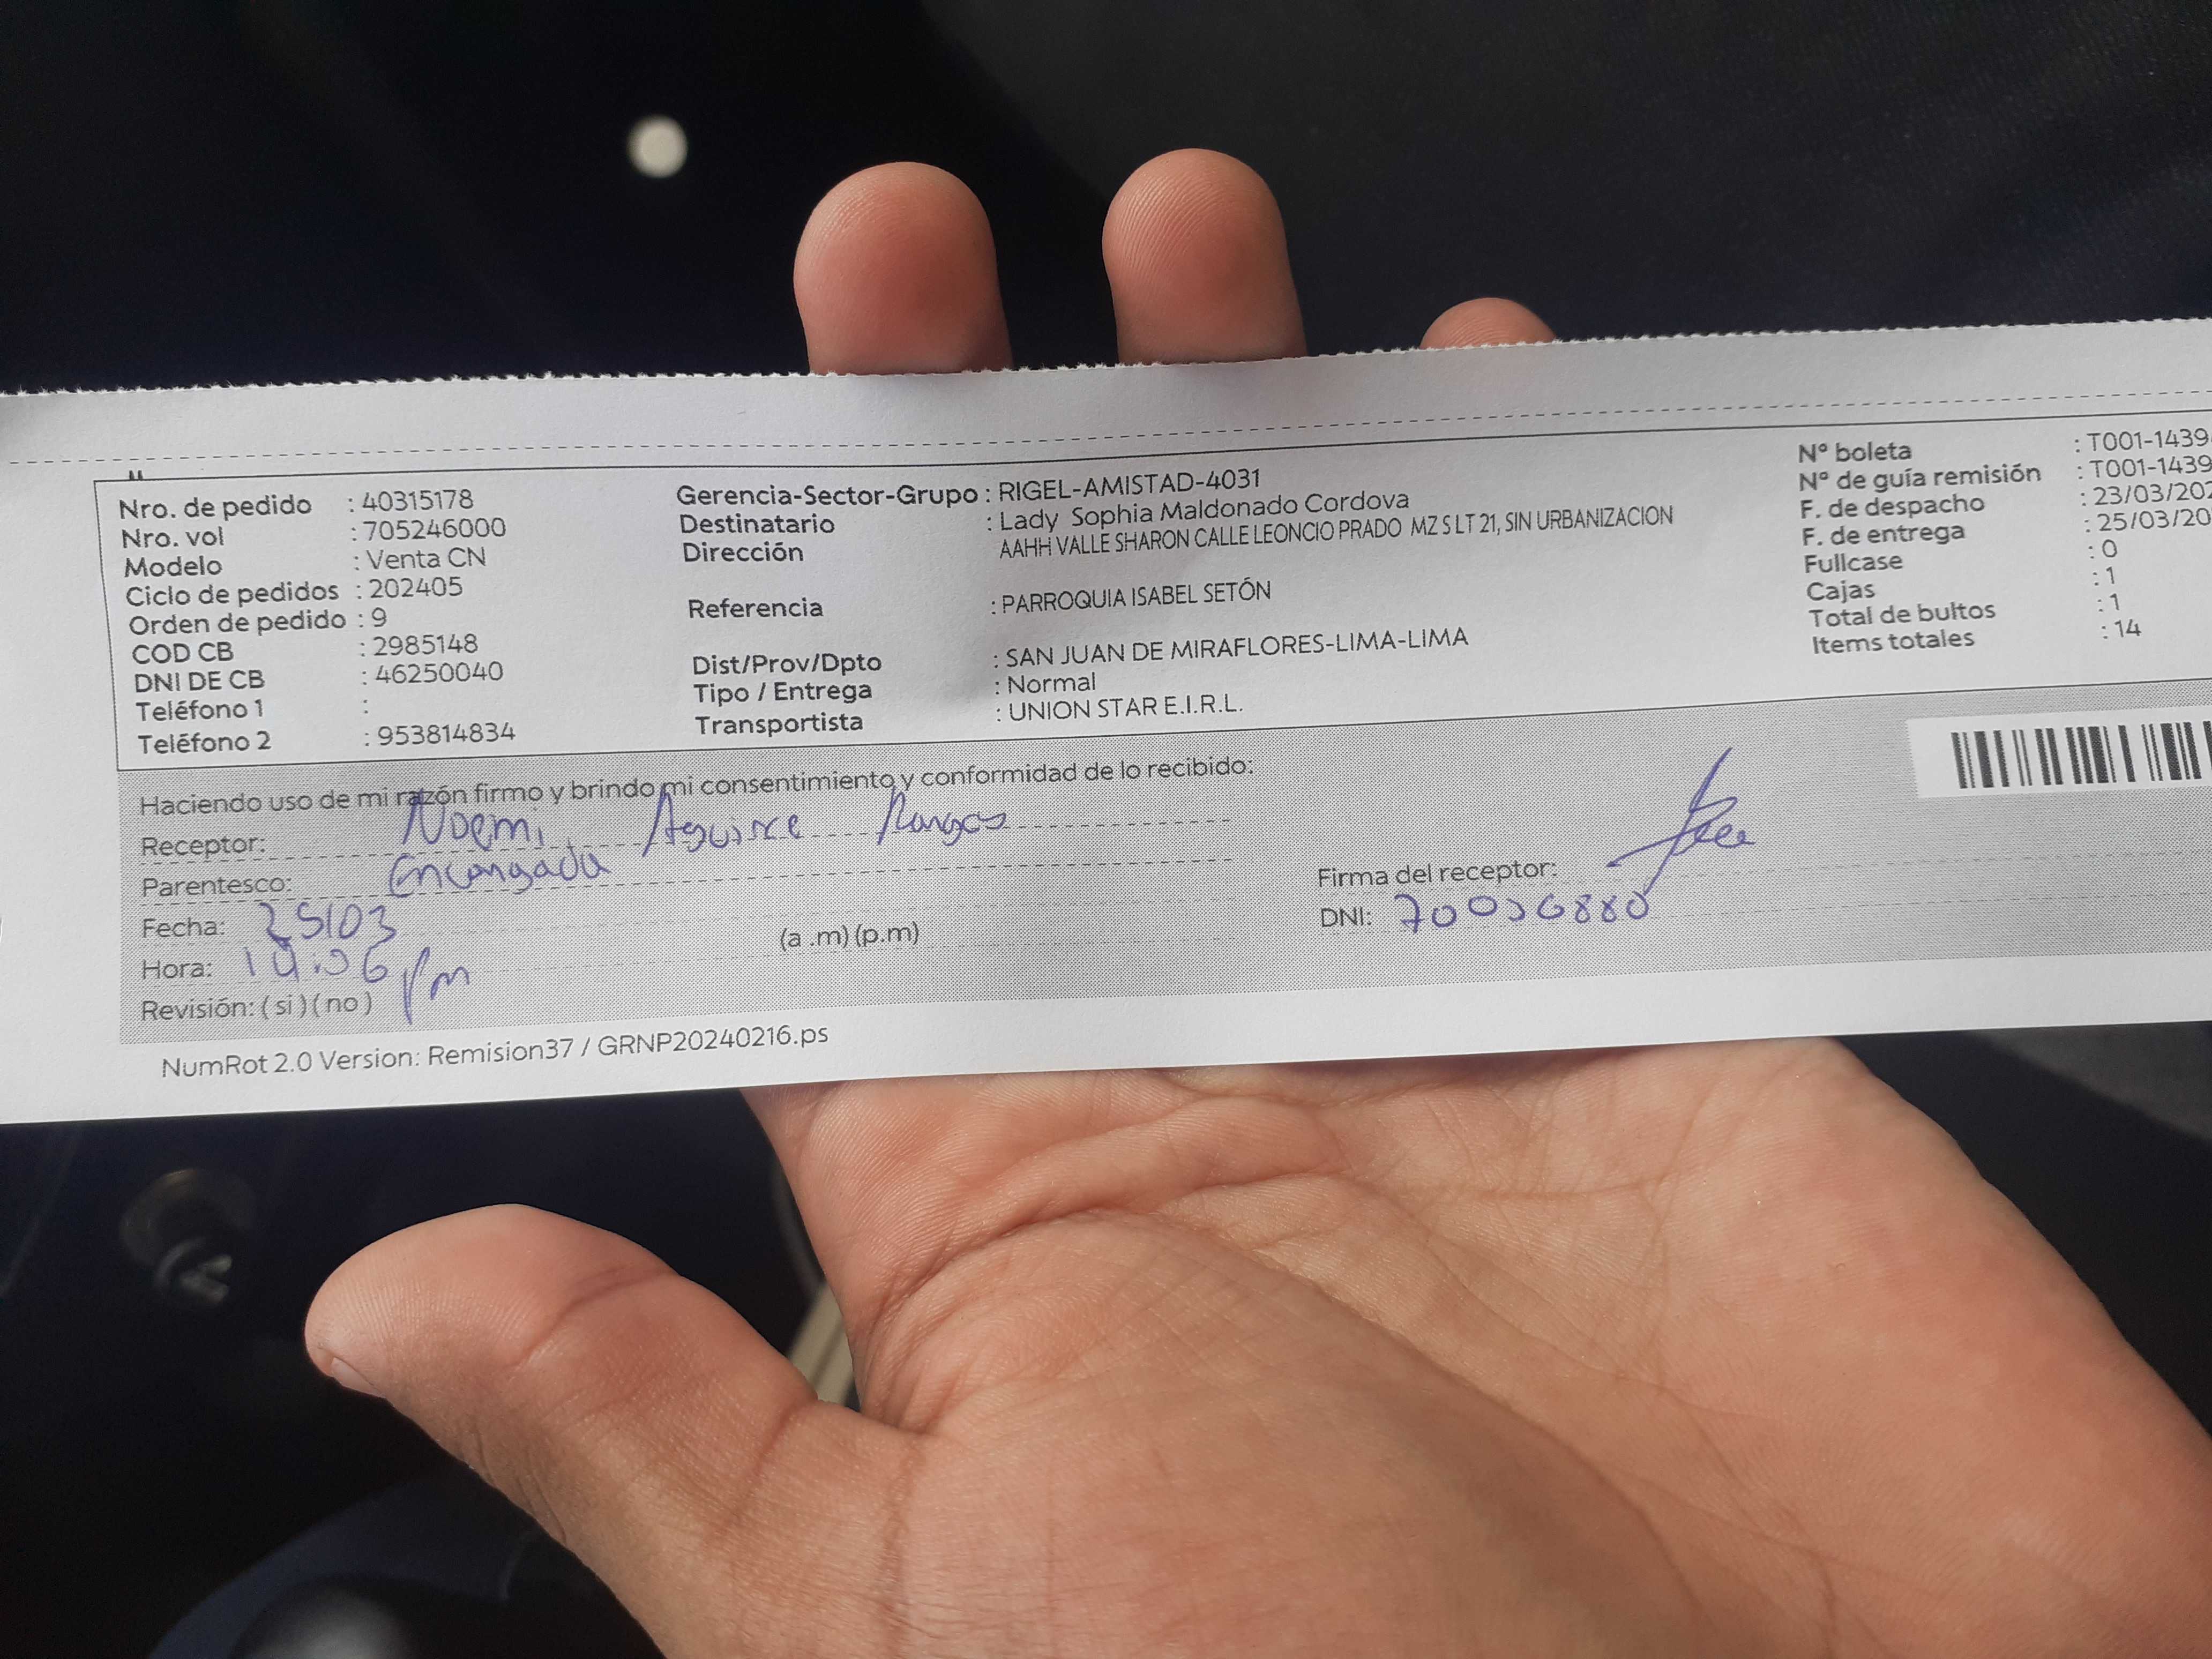 Nro. de pedido : 40315178
Nro. vol : 705246000
Modelo : Venta CN
Ciclo de pedidos : 202405
Orden de pedido : 9
COD CB : 2985148
DNI DE CB : 46250040
Teléfono 1 :
Teléfono 2 : 953814834
Gerencia-Sector-Grupo : RIGEL-AMISTAD-4031
Destinatario : Lady Sophia Maldonado Cordova
Dirección AAHH VALLE SHARON CALLE LEONCIO PRADO MZ S LT 21, SIN URBANIZACION
Referencia : PARROQUIA ISABEL SETÓN
Dist/Prov/Dpto : SAN JUAN DE MIRAFLORES-LIMA-LIMA
Tipo / Entrega : Normal
Transportista : UNION STAR E.I.R.L.
Nº boleta : T001-1439
Nº de guía remisión : T001-1439
F. de despacho : 23/03/202
F. de entrega : 25/03/20
Fullcase : 0
Cajas : 1
Total de bultos : 1
Items totales : 14
Haciendo uso de mi razón firmo y brindo mi consentimiento y conformidad de lo recibido:
Receptor: Noemi Aguirre
Parentesco: Encargada
Fecha: 25/03
Hora: pm (a .m) (p.m)
Revisión: ( si ) ( no )
Firma del receptor:
DNI:
NumRot 2.0 Version: Remision37 / GRNP20240216.ps